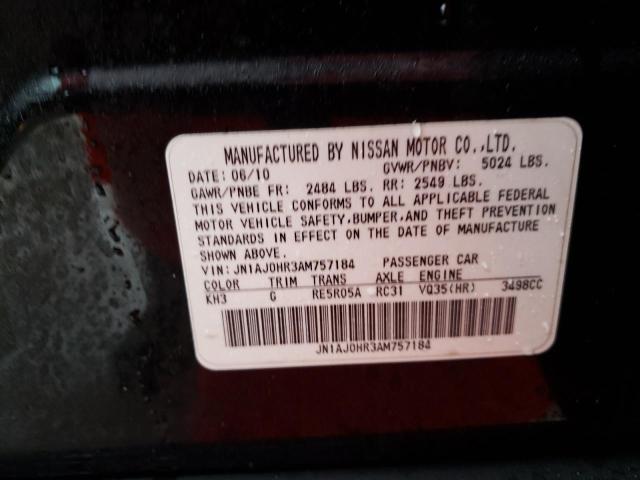 MANUFACTURED BY NISSAN MOTOR CO.,LTD.
DATE: 06/10 GVWR/PNBV: 5024 LBS.
GAWR/PNBE FR: 2484 LBS. RR: 2549 LBS.
THIS VEHICLE CONFORMS TO ALL APPLICABLE FEDERAL
MOTOR VEHICLE SAFETY,BUMPER,AND THEFT PREVENTION
STANDARDS IN EFFECT ON THE DATE OF MANUFACTURE
SHOWN ABOVE.
VIN: JN1AJ0HR3AM757184 PASSENGER CAR
COLOR TRIM TRANS AXLE ENGINE
KH3 G RE5R05A RC31 VQ35(HR) 3498CC
JN1AJ0HR3AM757184